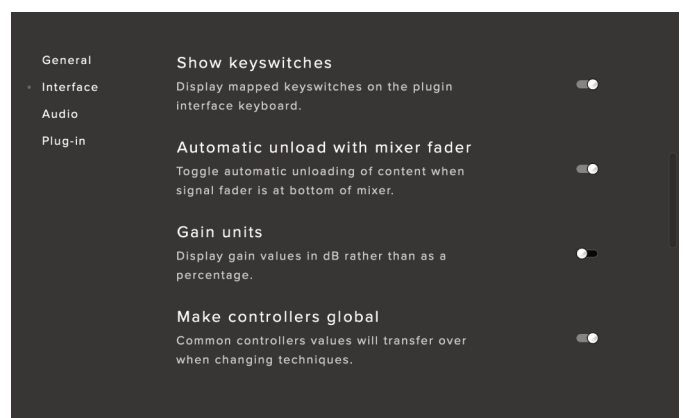 General
Interface
Audio
Plug-in
Show keyswitches
Display mapped keyswitches on the plugin
interface keyboard.
Automatic unload with mixer fader
Toggle automatic unloading of content when
signal fader is at bottom of mixer.
Gain units
Display gain values in dB rather than as a
percentage.
Make controllers global
Common controllers values will transfer over
when changing techniques.